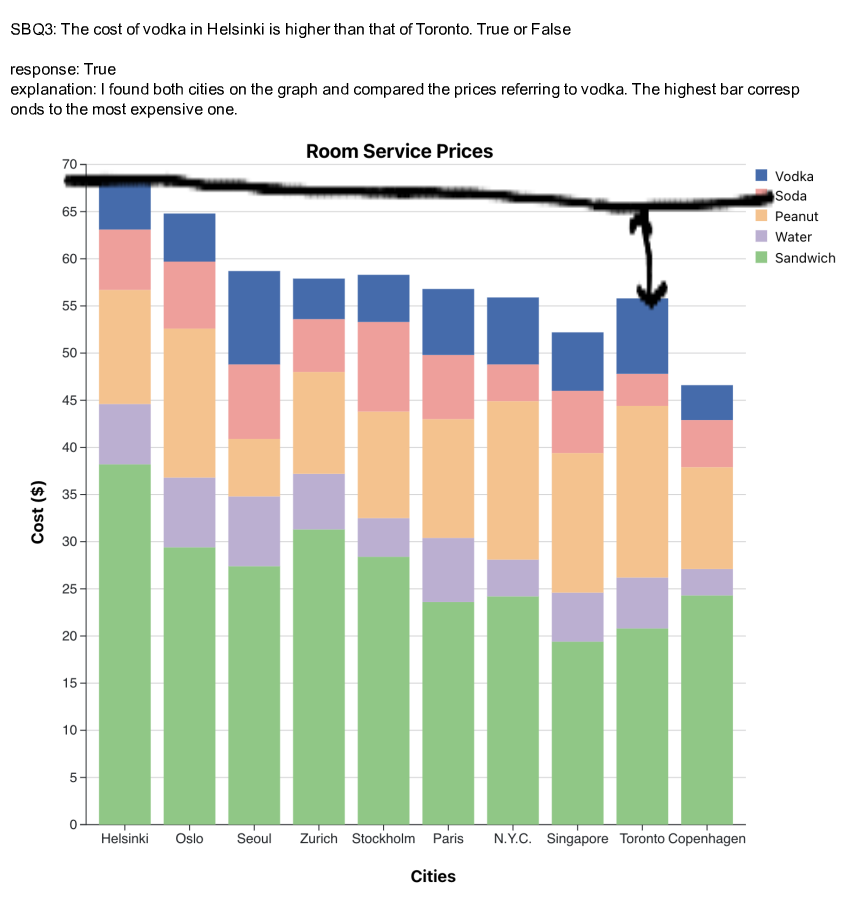 SBQ3: The cost of vodka in Helsinki is higher than that of Toronto. True or False
response: True
explanation: I found both cities on the graph and compared the prices referring to vodka. The highest bar corresp
onds to the most expensive one.
Room Service Prices
70
65
60
55
50
45
40
35
30
25
20
15
10
5
0
Cost ($)
Vodka
Soda
Peanut
Water
Sandwich
Helsinki Oslo Seoul Zurich Stockholm Paris N.Y.C. Singapore Toronto Copenhagen
Cities